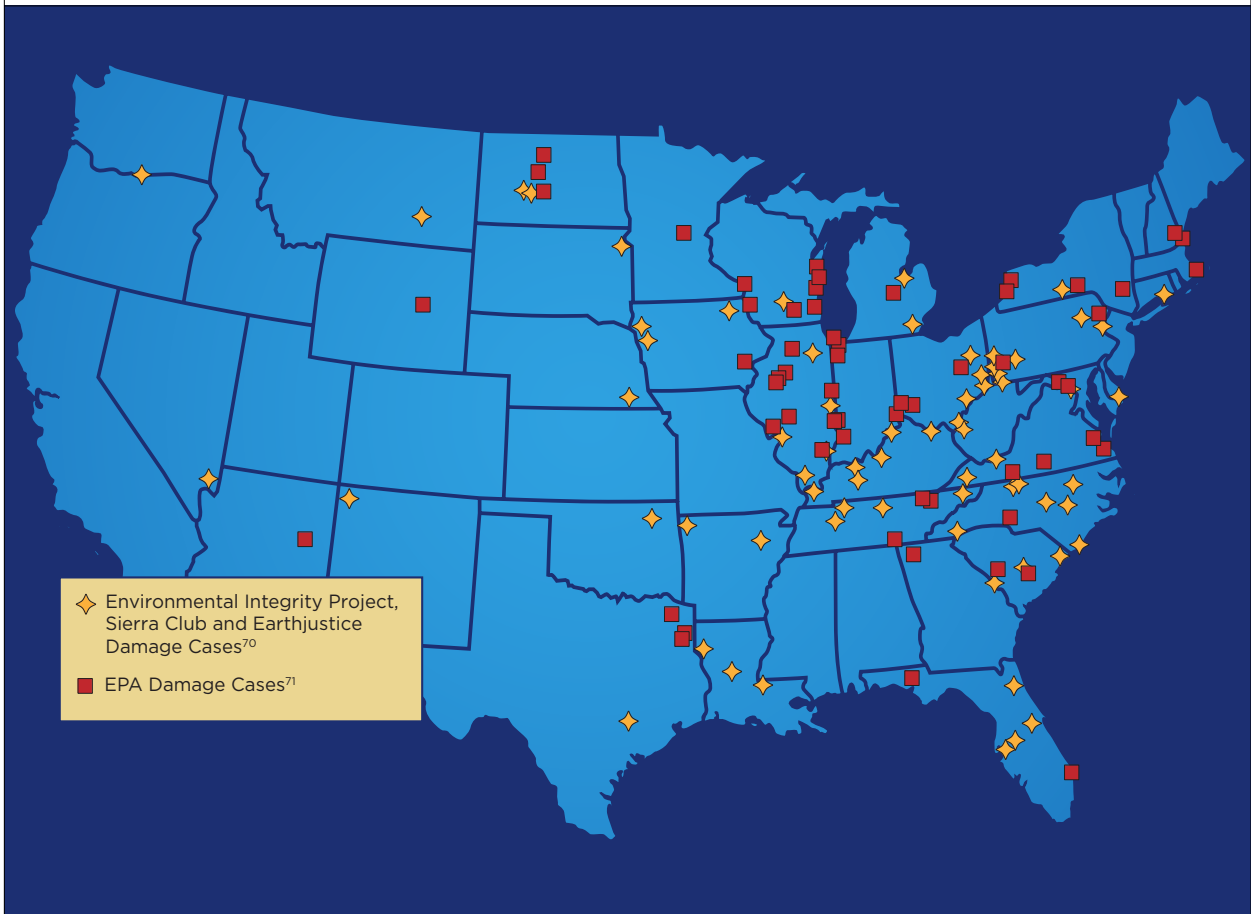 Environmental Integrity Project,
Sierra Club and Earthjustice
Damage Cases⁷⁰
EPA Damage Cases⁷¹